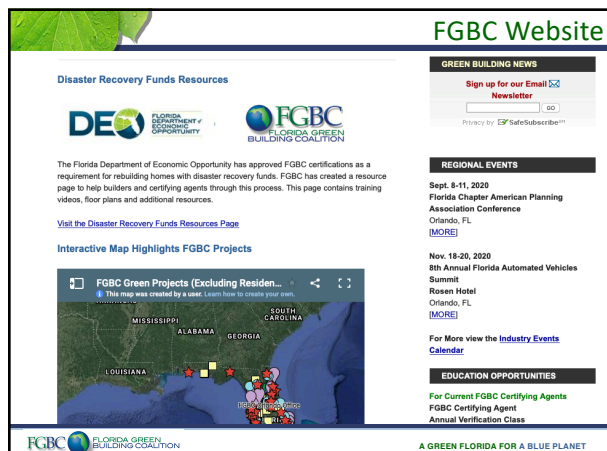 FGBC Website
Disaster Recovery Funds Resources
DEO FLORIDA
DEPARTMENT of
ECONOMIC
OPPORTUNITY
FGBC
FLORIDA GREEN
BUILDING COALITION
The Florida Department of Economic Opportunity has approved FGBC certifications as a
requirement for rebuilding homes with disaster recovery funds. FGBC has created a resource
page to help builders and certifying agents through this process. This page contains training
videos, floor plans and additional resources.
Visit the Disaster Recovery Funds Resources Page
Interactive Map Highlights FGBC Projects
FGBC Green Projects (Excluding Residen...
This map was created by a user. Learn how to create your own.
MISSISSIPPI
ALABAMA
GEORGIA
SOUTH
CAROLINA
LOUISIANA
GREEN BUILDING NEWS
Sign up for our Email
Newsletter
GO
Privacy by SafeSubscribe℠
REGIONAL EVENTS
Sept. 8-11, 2020
Florida Chapter American Planning
Association Conference
Orlando, FL
[MORE]
Nov. 18-20, 2020
8th Annual Florida Automated Vehicles
Summit
Rosen Hotel
Orlando, FL
[MORE]
For More view the Industry Events
Calendar
EDUCATION OPPORTUNITIES
For Current FGBC Certifying Agents
FGBC Certifying Agent
Annual Verification Class
FGBC FLORIDA GREEN
BUILDING COALITION
A GREEN FLORIDA FOR A BLUE PLANET